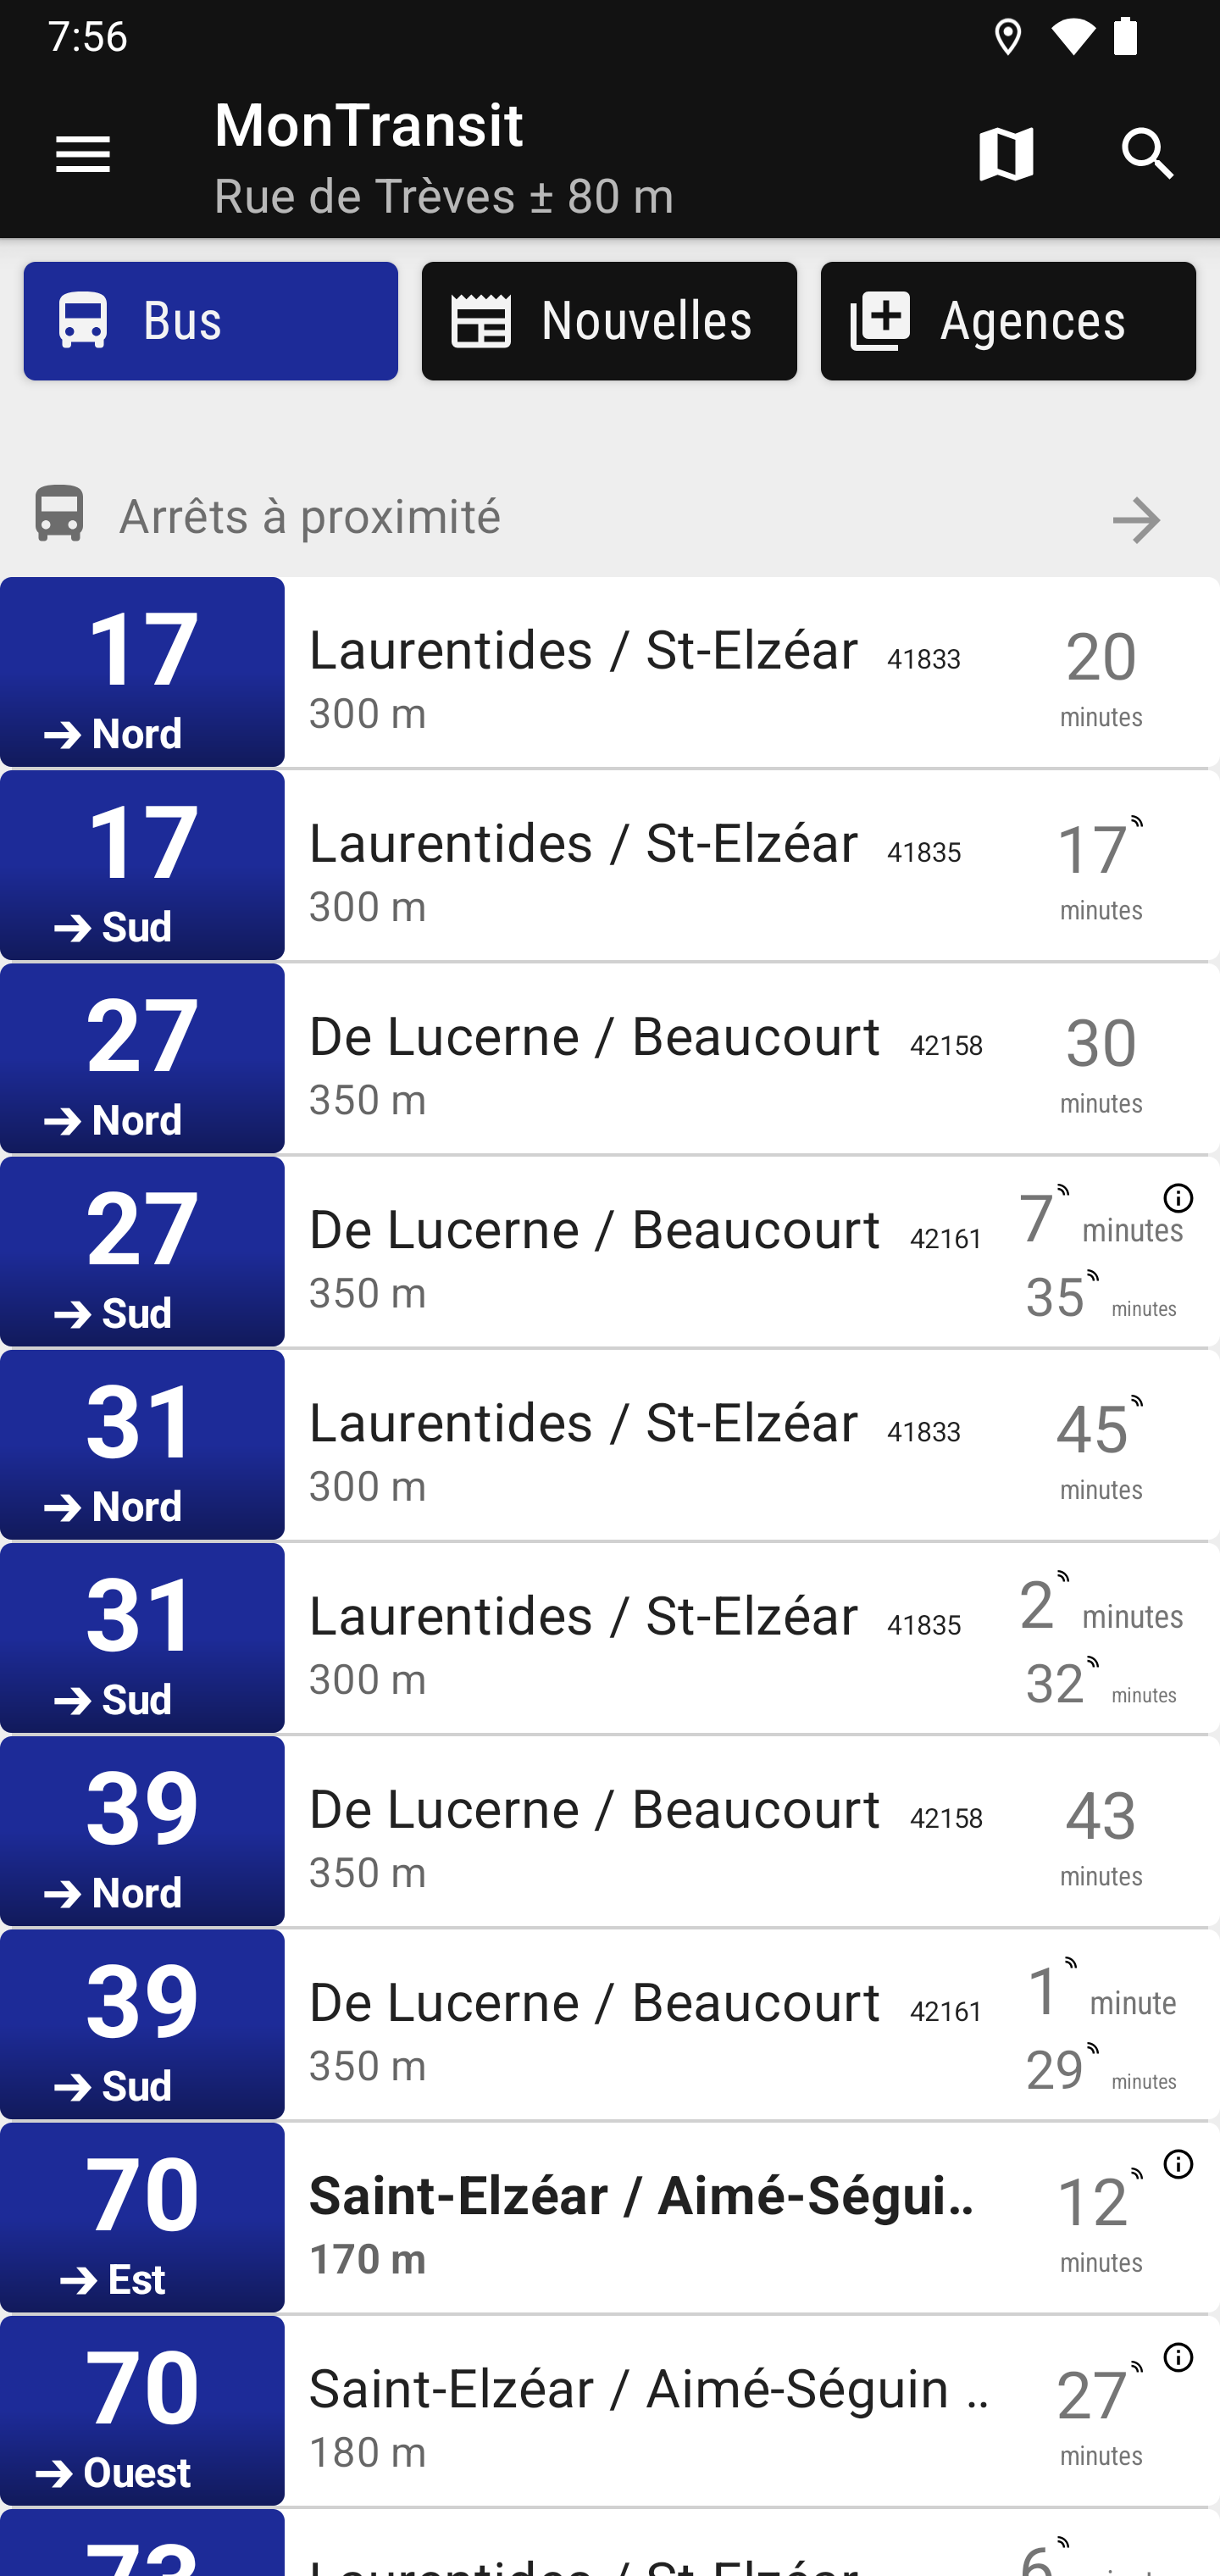 7:56
MonTransit
Rue de Trèves ± 80 m
Bus
Nouvelles
Agences
Arrêts à proximité
17
Nord
Laurentides / St-Elzéar 41833
300 m
20
minutes
17
Sud
Laurentides / St-Elzéar 41835
300 m
17
minutes
27
Nord
De Lucerne / Beaucourt 42158
350 m
30
minutes
27
Sud
De Lucerne / Beaucourt 42161
350 m
7 minutes
35 minutes
31
Nord
Laurentides / St-Elzéar 41833
300 m
45
minutes
31
Sud
Laurentides / St-Elzéar 41835
300 m
2 minutes
32 minutes
39
Nord
De Lucerne / Beaucourt 42158
350 m
43
minutes
39
Sud
De Lucerne / Beaucourt 42161
350 m
1 minute
29 minutes
70
Est
Saint-Elzéar / Aimé-Ségui..
170 m
12
minutes
70
Ouest
Saint-Elzéar / Aimé-Séguin ..
180 m
27
minutes
73
Laurentides / St-Elzéar
6